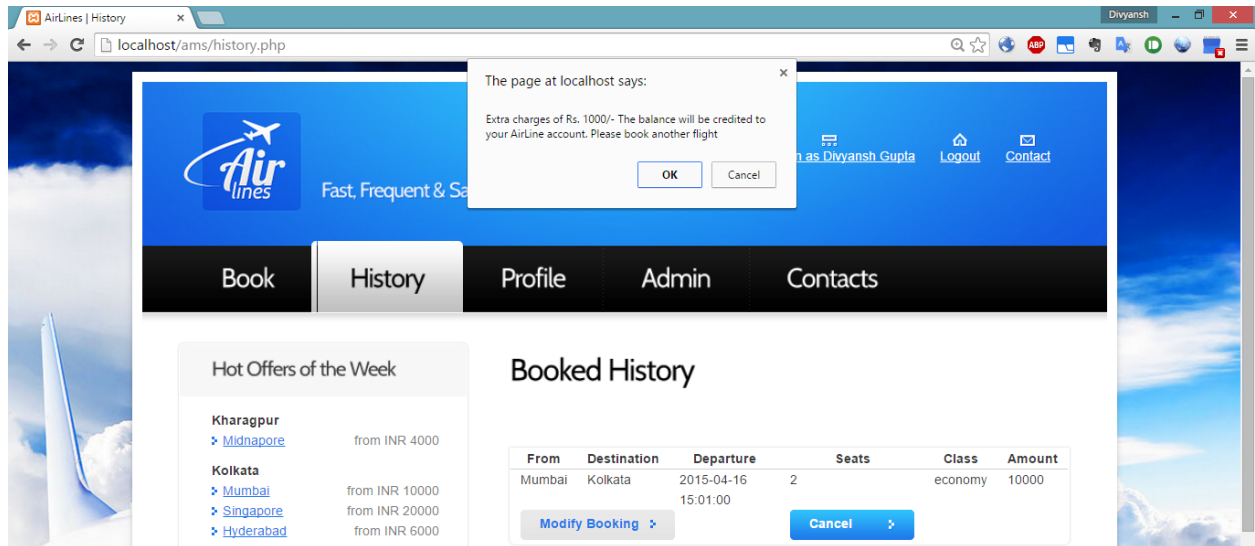 AirLines | History
Divyansh
localhost/ams/history.php
ABP
The page at localhost says:
Extra charges of Rs. 1000/- The balance will be credited to
your AirLine account. Please book another flight
OK Cancel
Air
lines
Fast, Frequent &
as Divyansh Gupta Logout Contact
Book History Profile Admin Contacts
Hot Offers of the Week
Kharagpur
Midnapore from INR 4000
Kolkata
Mumbai from INR 10000
Singapore from INR 20000
Hyderabad from INR 6000
Booked History
From Destination Departure Seats Class Amount
Mumbai Kolkata 2015-04-16 2 economy 10000
15:01:00
Modify Booking Cancel